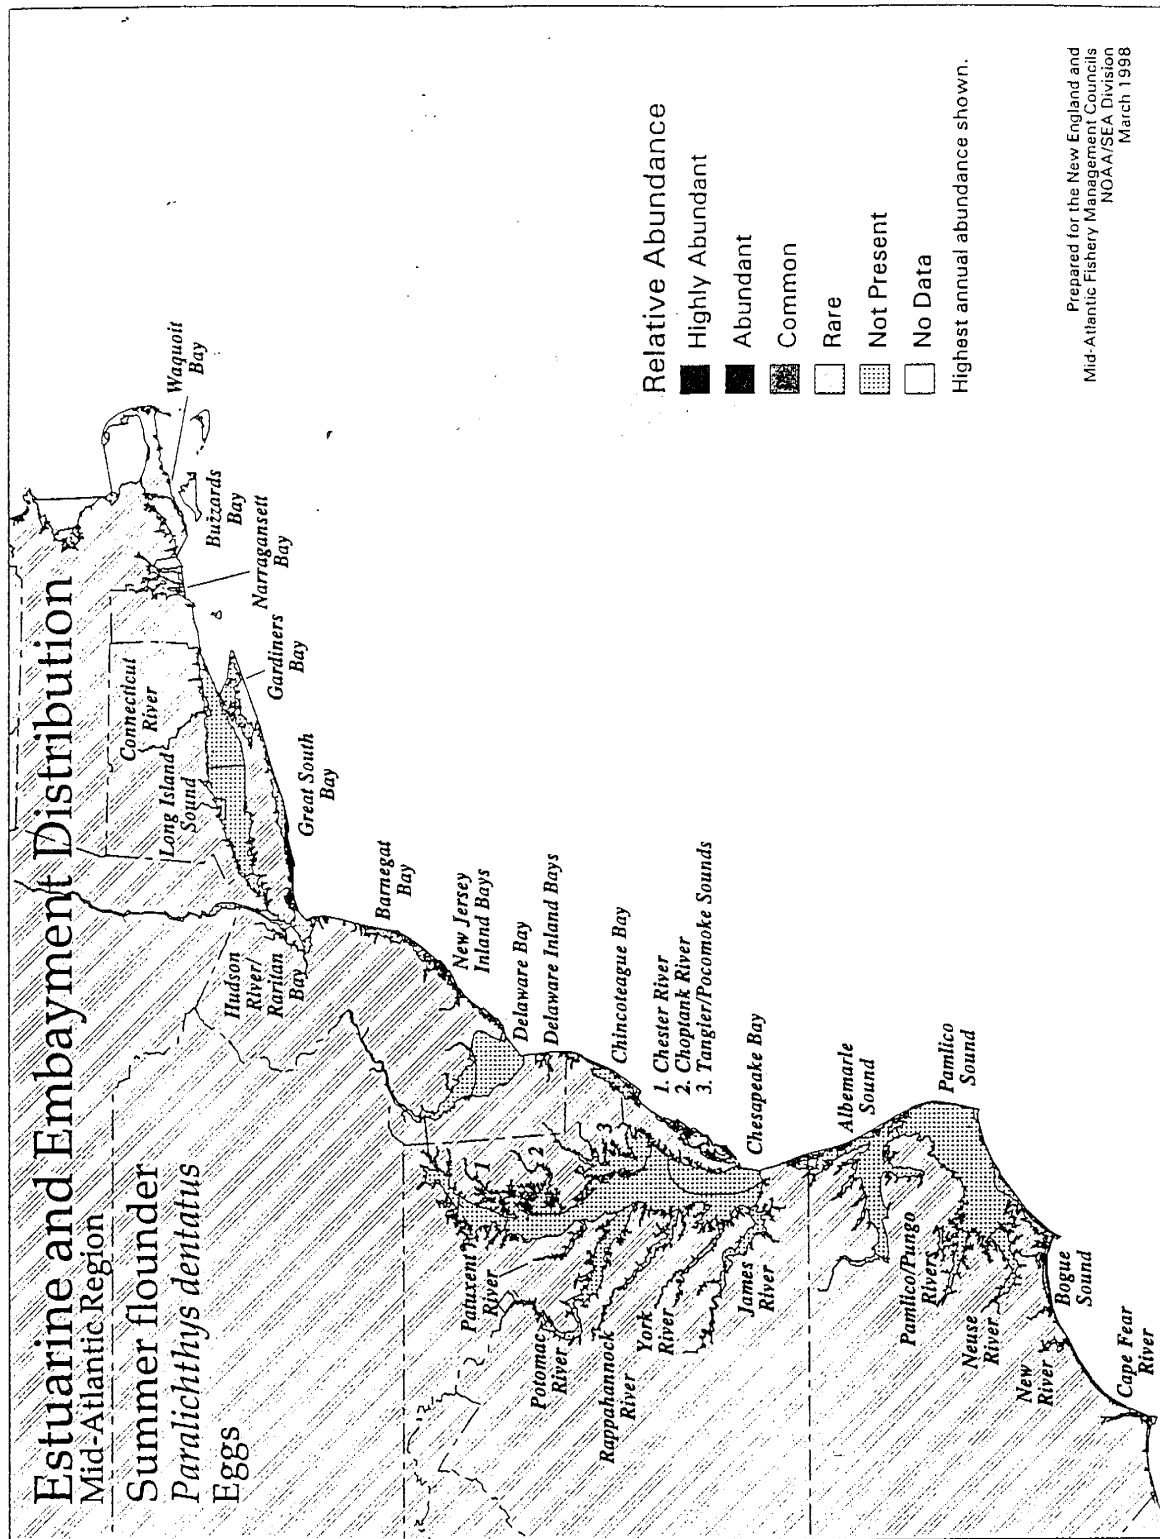 Estuarine and Embayment Distribution
Mid-Atlantic Region
Summer flounder
Paralichthys dentatus
Eggs
Waquoit
Bay
Buzzards
Bay
Narragansett
Bay
Gardiners
Bay
Connecticut
River
Long Island
Sound
Great South
Bay
Hudson
River/
Raritan
Bay
Barnegat
Bay
New Jersey
Inland Bays
Delaware Bay
Delaware Inland Bays
Chincoteague Bay
1. Chester River
2. Choptank River
3. Tangier/Pocomoke Sounds
Chesapeake Bay
1
2
3
Patuxent
River
Potomac
River
Rappahannock
River
York
River
James
River
Albemarle
Sound
Pamlico
Sound
Pamlico/Pungo
Rivers
Neuse
River
New
River
Bogue
Sound
Cape Fear
River
Relative Abundance
Highly Abundant
Abundant
Common
Rare
Not Present
No Data
Highest annual abundance shown.
Prepared for the New England and
Mid-Atlantic Fishery Management Councils
NOAA/SEA Division
March 1998